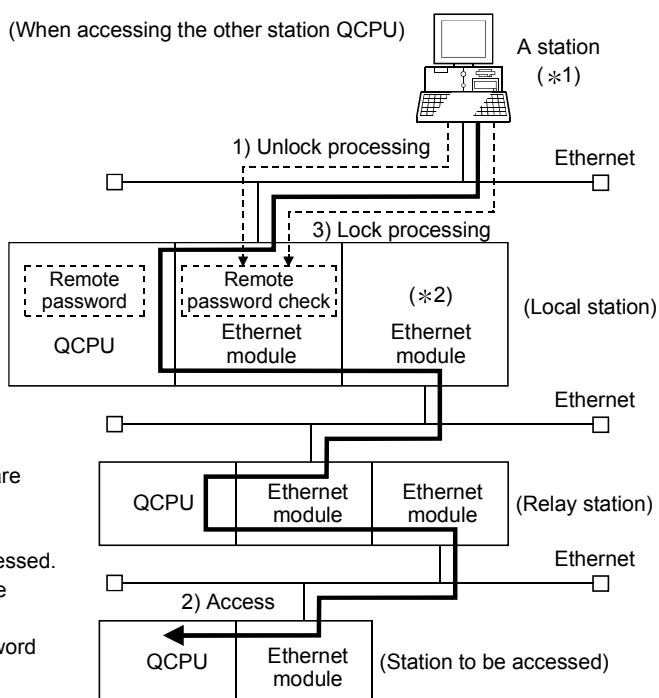 (When accessing the other station QCPU)
A station
(*1)
1) Unlock processing
Ethernet
3) Lock processing
Remote
password
Remote
password check
(*2)
QCPU
Ethernet
module
Ethernet
module
(Local station)
Ethernet
are
QCPU
Ethernet
module
Ethernet
module
(Relay station)
essed.
Ethernet
e
2) Access
word
QCPU
Ethernet
module
(Station to be accessed)